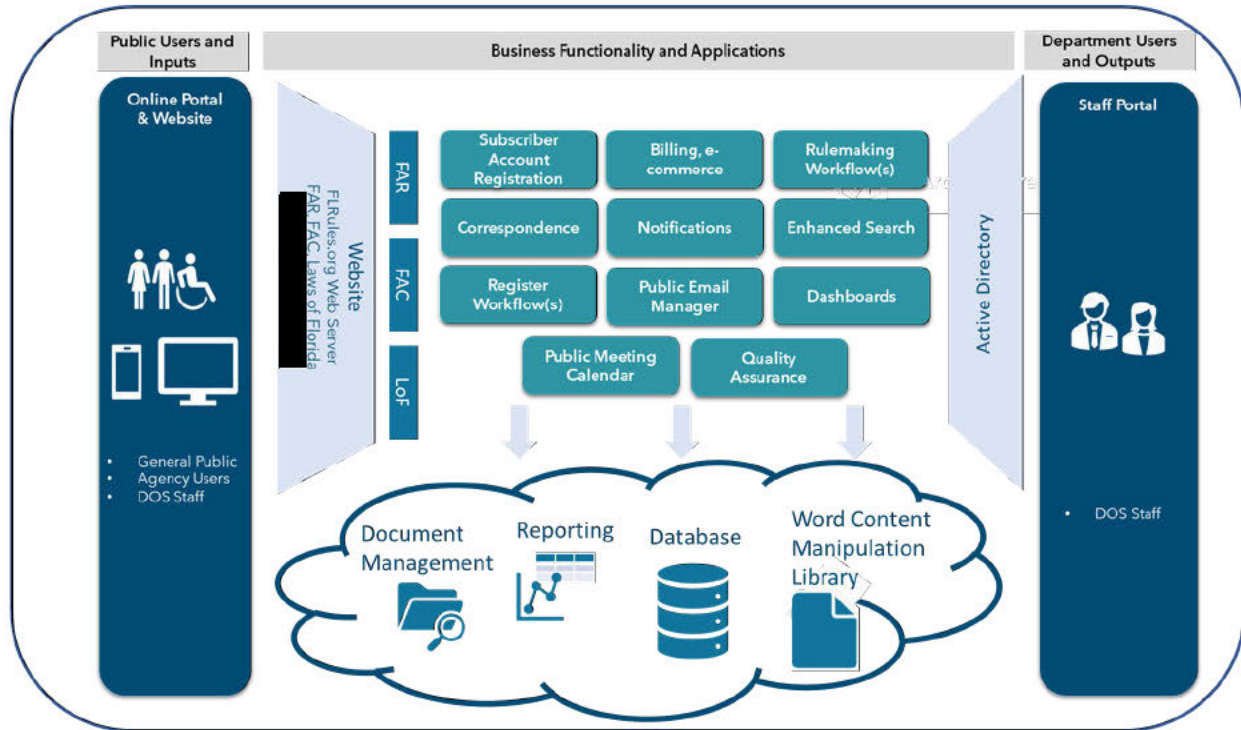 Public Users and
Inputs
Business Functionality and Applications
Department Users
and Outputs
Online Portal
& Website
Staff Portal
Website
FLRules.org Web Server
FAR, FAC, Laws of Florida
FAR
FAC
LoF
Subscriber
Account
Registration
Billing, e-
commerce
Rulemaking
Workflow(s)
Correspondence
Notifications
Enhanced Search
Register
Workflow(s)
Public Email
Manager
Dashboards
Public Meeting
Calendar
Quality
Assurance
Active Directory
• General Public
• Agency Users
• DOS Staff
• DOS Staff
Document
Management
Reporting
Database
Word Content
Manipulation
Library